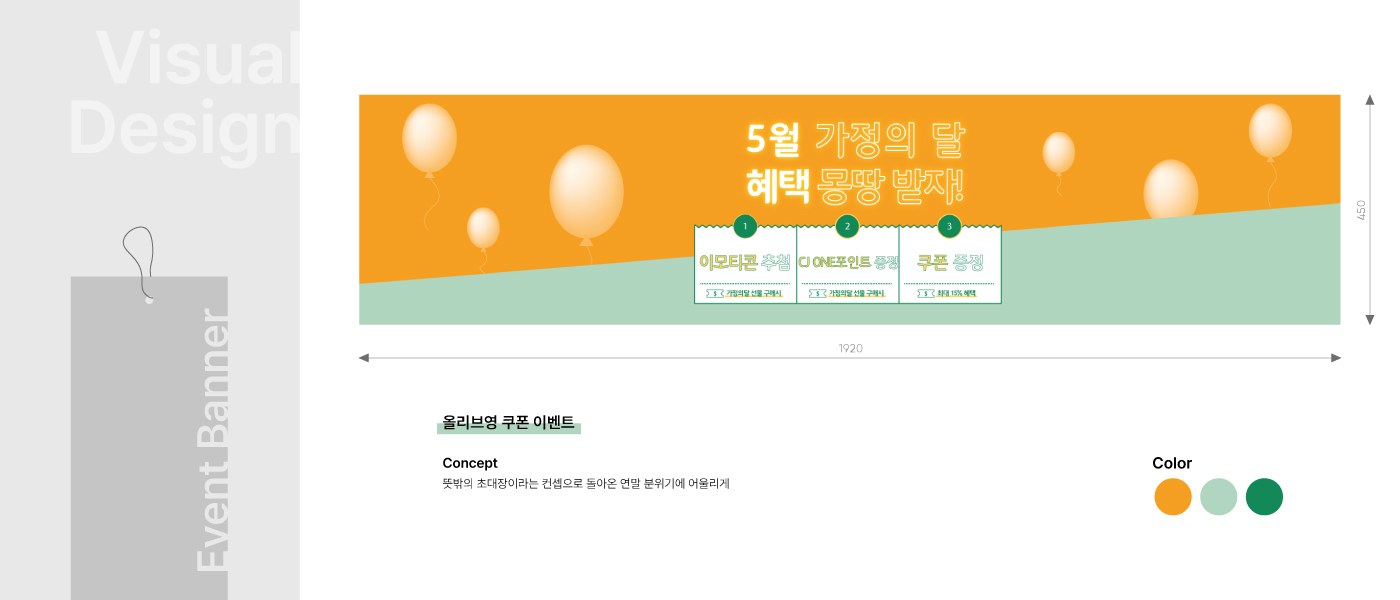 Visual
Design
Event Banner
5월 가정의 달
혜택 몽땅 받자!
1
2
3
이모티콘 추첨
CJ ONE포인트 증정
쿠폰 증정
$ 가정의달 선물 구매시
$ 가정의달 선물 구매시
$ 최대 15% 혜택
450
1920
올리브영 쿠폰 이벤트
Concept
뜻밖의 초대장이라는 컨셉으로 돌아온 연말 분위기에 어울리게
Color